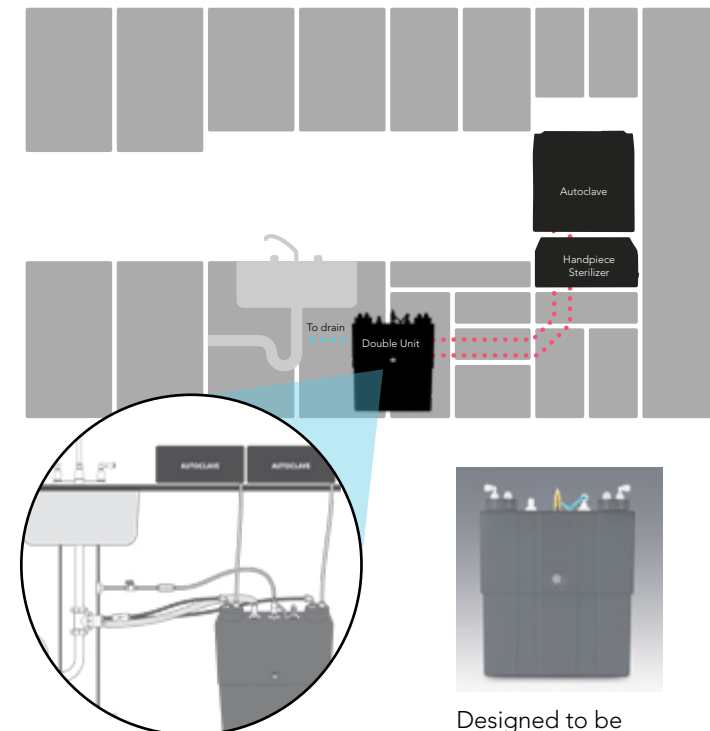 Autoclave
Handpiece
Sterilizer
To drain
Double Unit
AUTOCLAVE
AUTOCLAVE
Designed to be